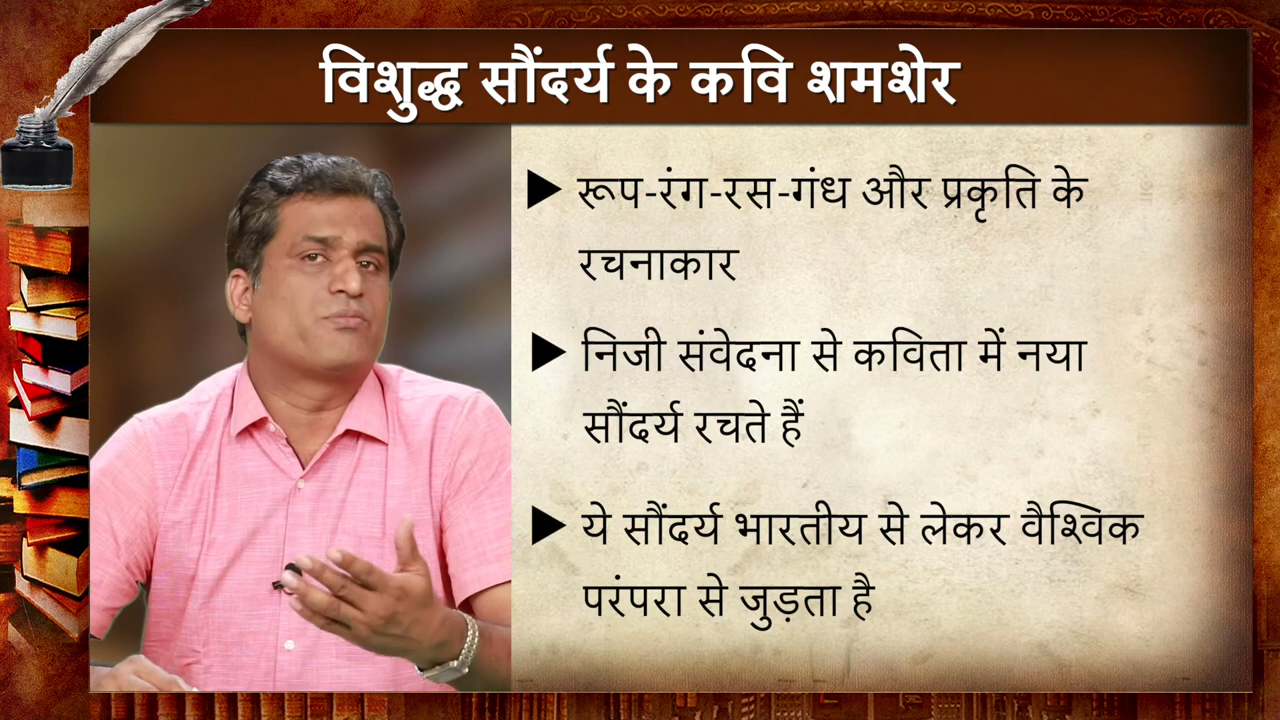 विशुद्ध सौंदर्य के कवि शमशेर
रूप-रंग-रस-गंध और प्रकृति के
रचनाकार
निजी संवेदना से कविता में नया
सौंदर्य रचते हैं
ये सौंदर्य भारतीय से लेकर वैश्विक
परंपरा से जुड़ता है